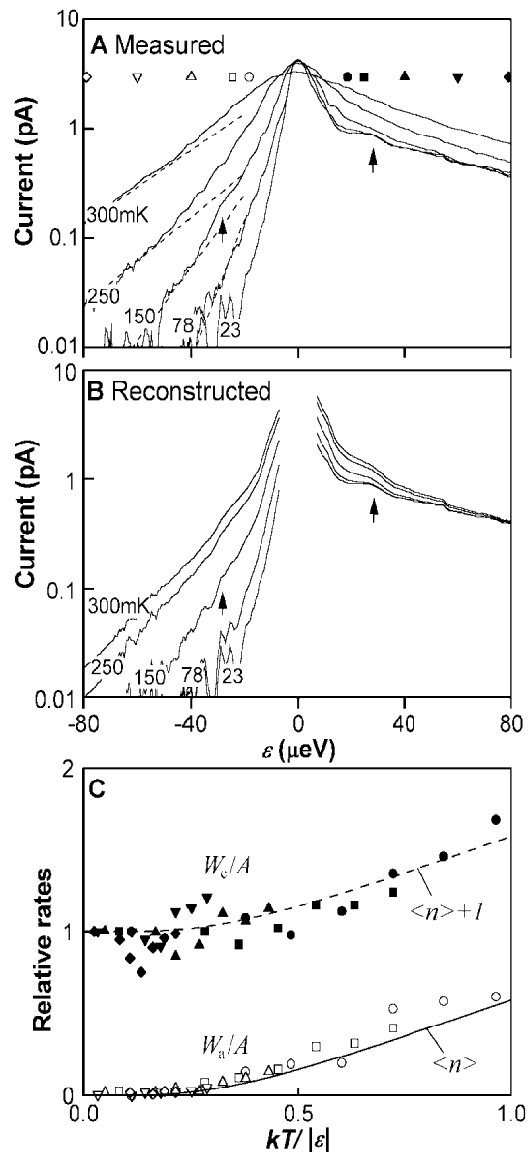 A Measured
10
1
0.1
0.01
Current (pA)
300mK
250
150
78
23
B Reconstructed
10
1
0.1
0.01
Current (pA)
300mK
250
150
78
23
-80
-40
0
40
80
ε (μeV)
C
2
1
0
Relative rates
We/A
<n>+1
Wa/A
<n>
0.5
1.0
kT/ |ε|